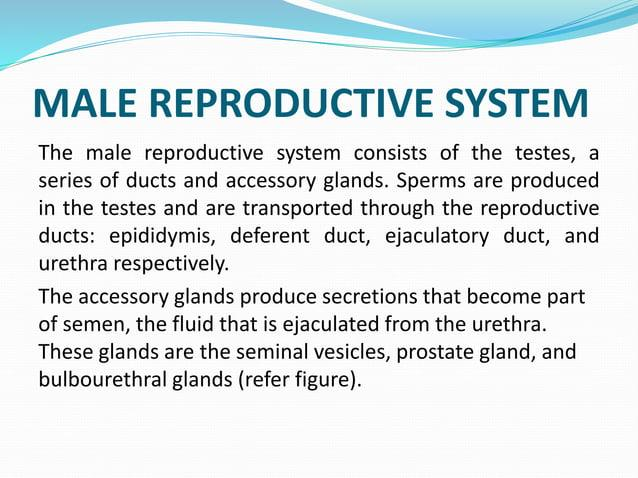 MALE REPRODUCTIVE SYSTEM
The male reproductive system consists of the testes, a
series of ducts and accessory glands. Sperms are produced
in the testes and are transported through the reproductive
ducts: epididymis, deferent duct, ejaculatory duct, and
urethra respectively.
The accessory glands produce secretions that become part
of semen, the fluid that is ejaculated from the urethra.
These glands are the seminal vesicles, prostate gland, and
bulbourethral glands (refer figure).